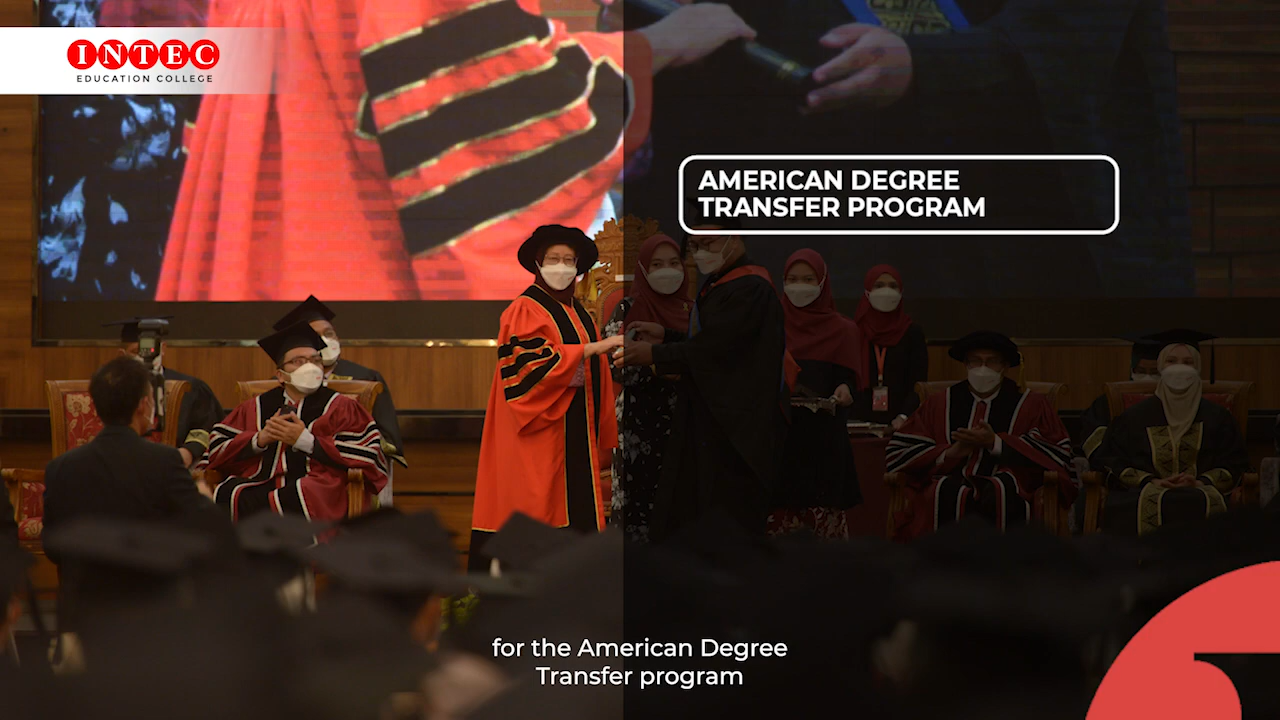 INTEC
EDUCATION COLLEGE
AMERICAN DEGREE
TRANSFER PROGRAM
for the American Degree
Transfer program